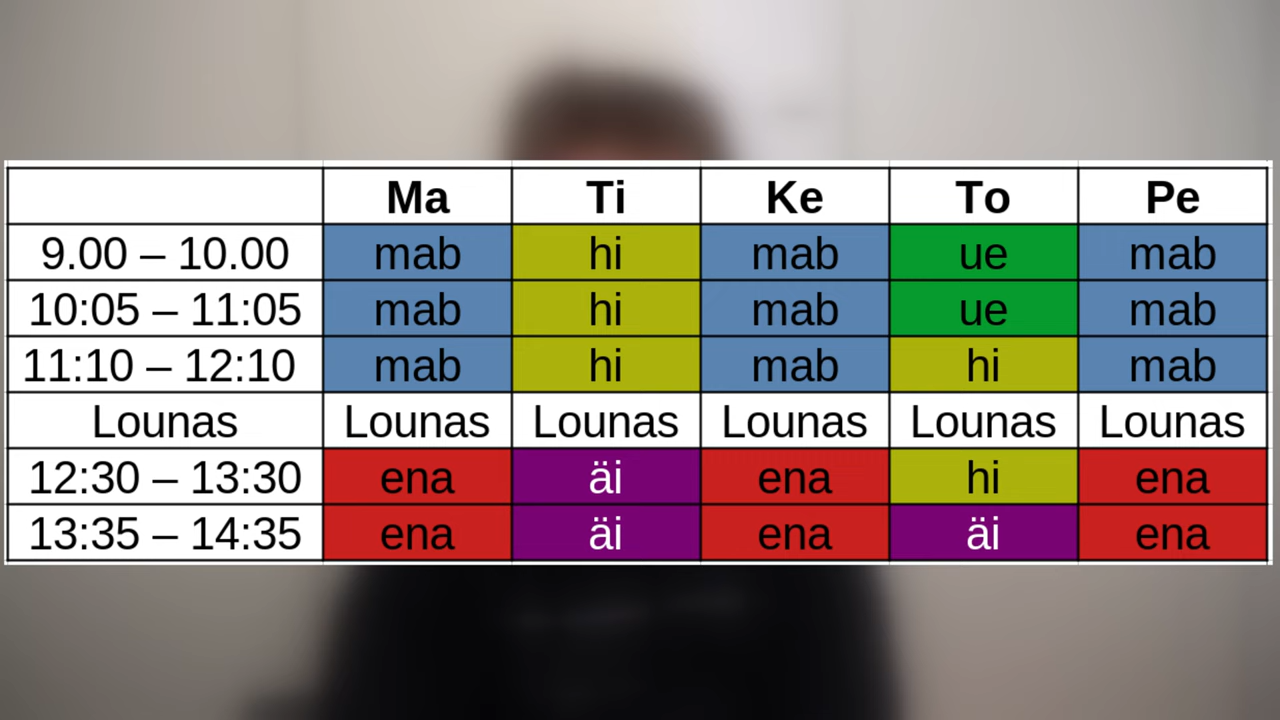 Ma Ti Ke To Pe
9.00 – 10.00 mab hi mab ue mab
10:05 – 11:05 mab hi mab ue mab
11:10 – 12:10 mab hi mab hi mab
Lounas Lounas Lounas Lounas Lounas Lounas
12:30 – 13:30 ena äi ena hi ena
13:35 – 14:35 ena äi ena äi ena